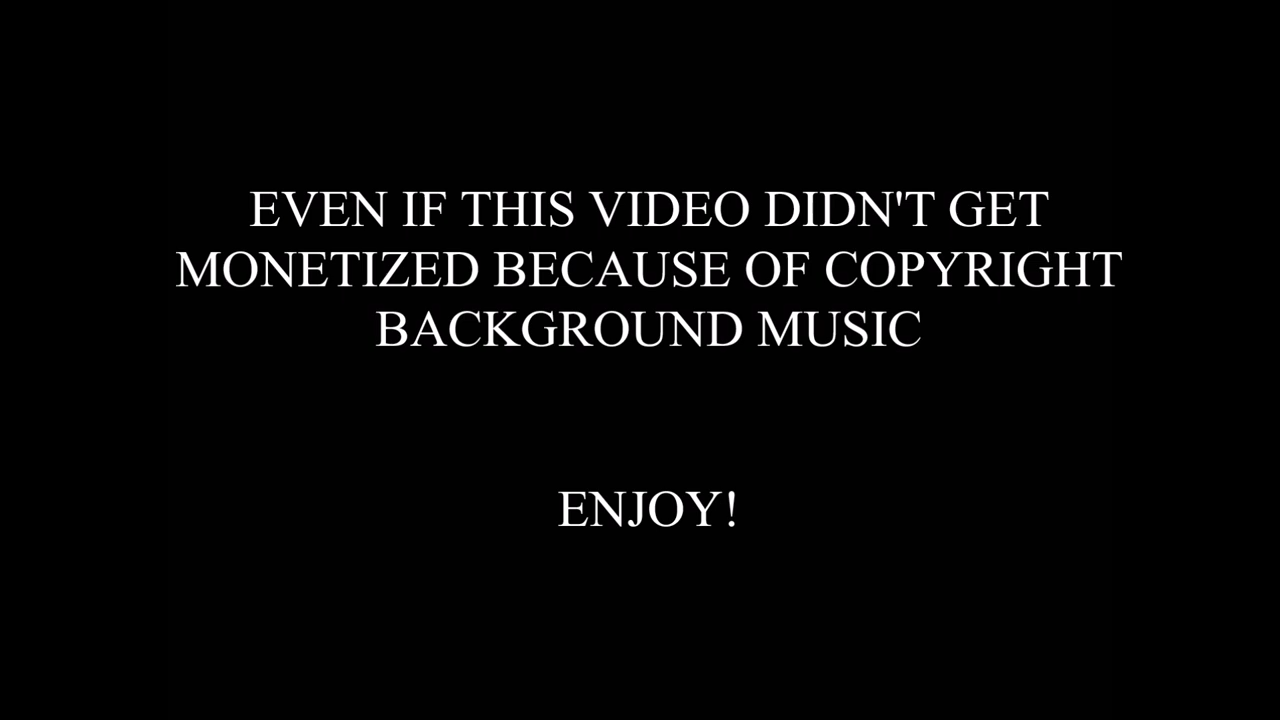 EVEN IF THIS VIDEO DIDN'T GET
MONETIZED BECAUSE OF COPYRIGHT
BACKGROUND MUSIC
ENJOY!